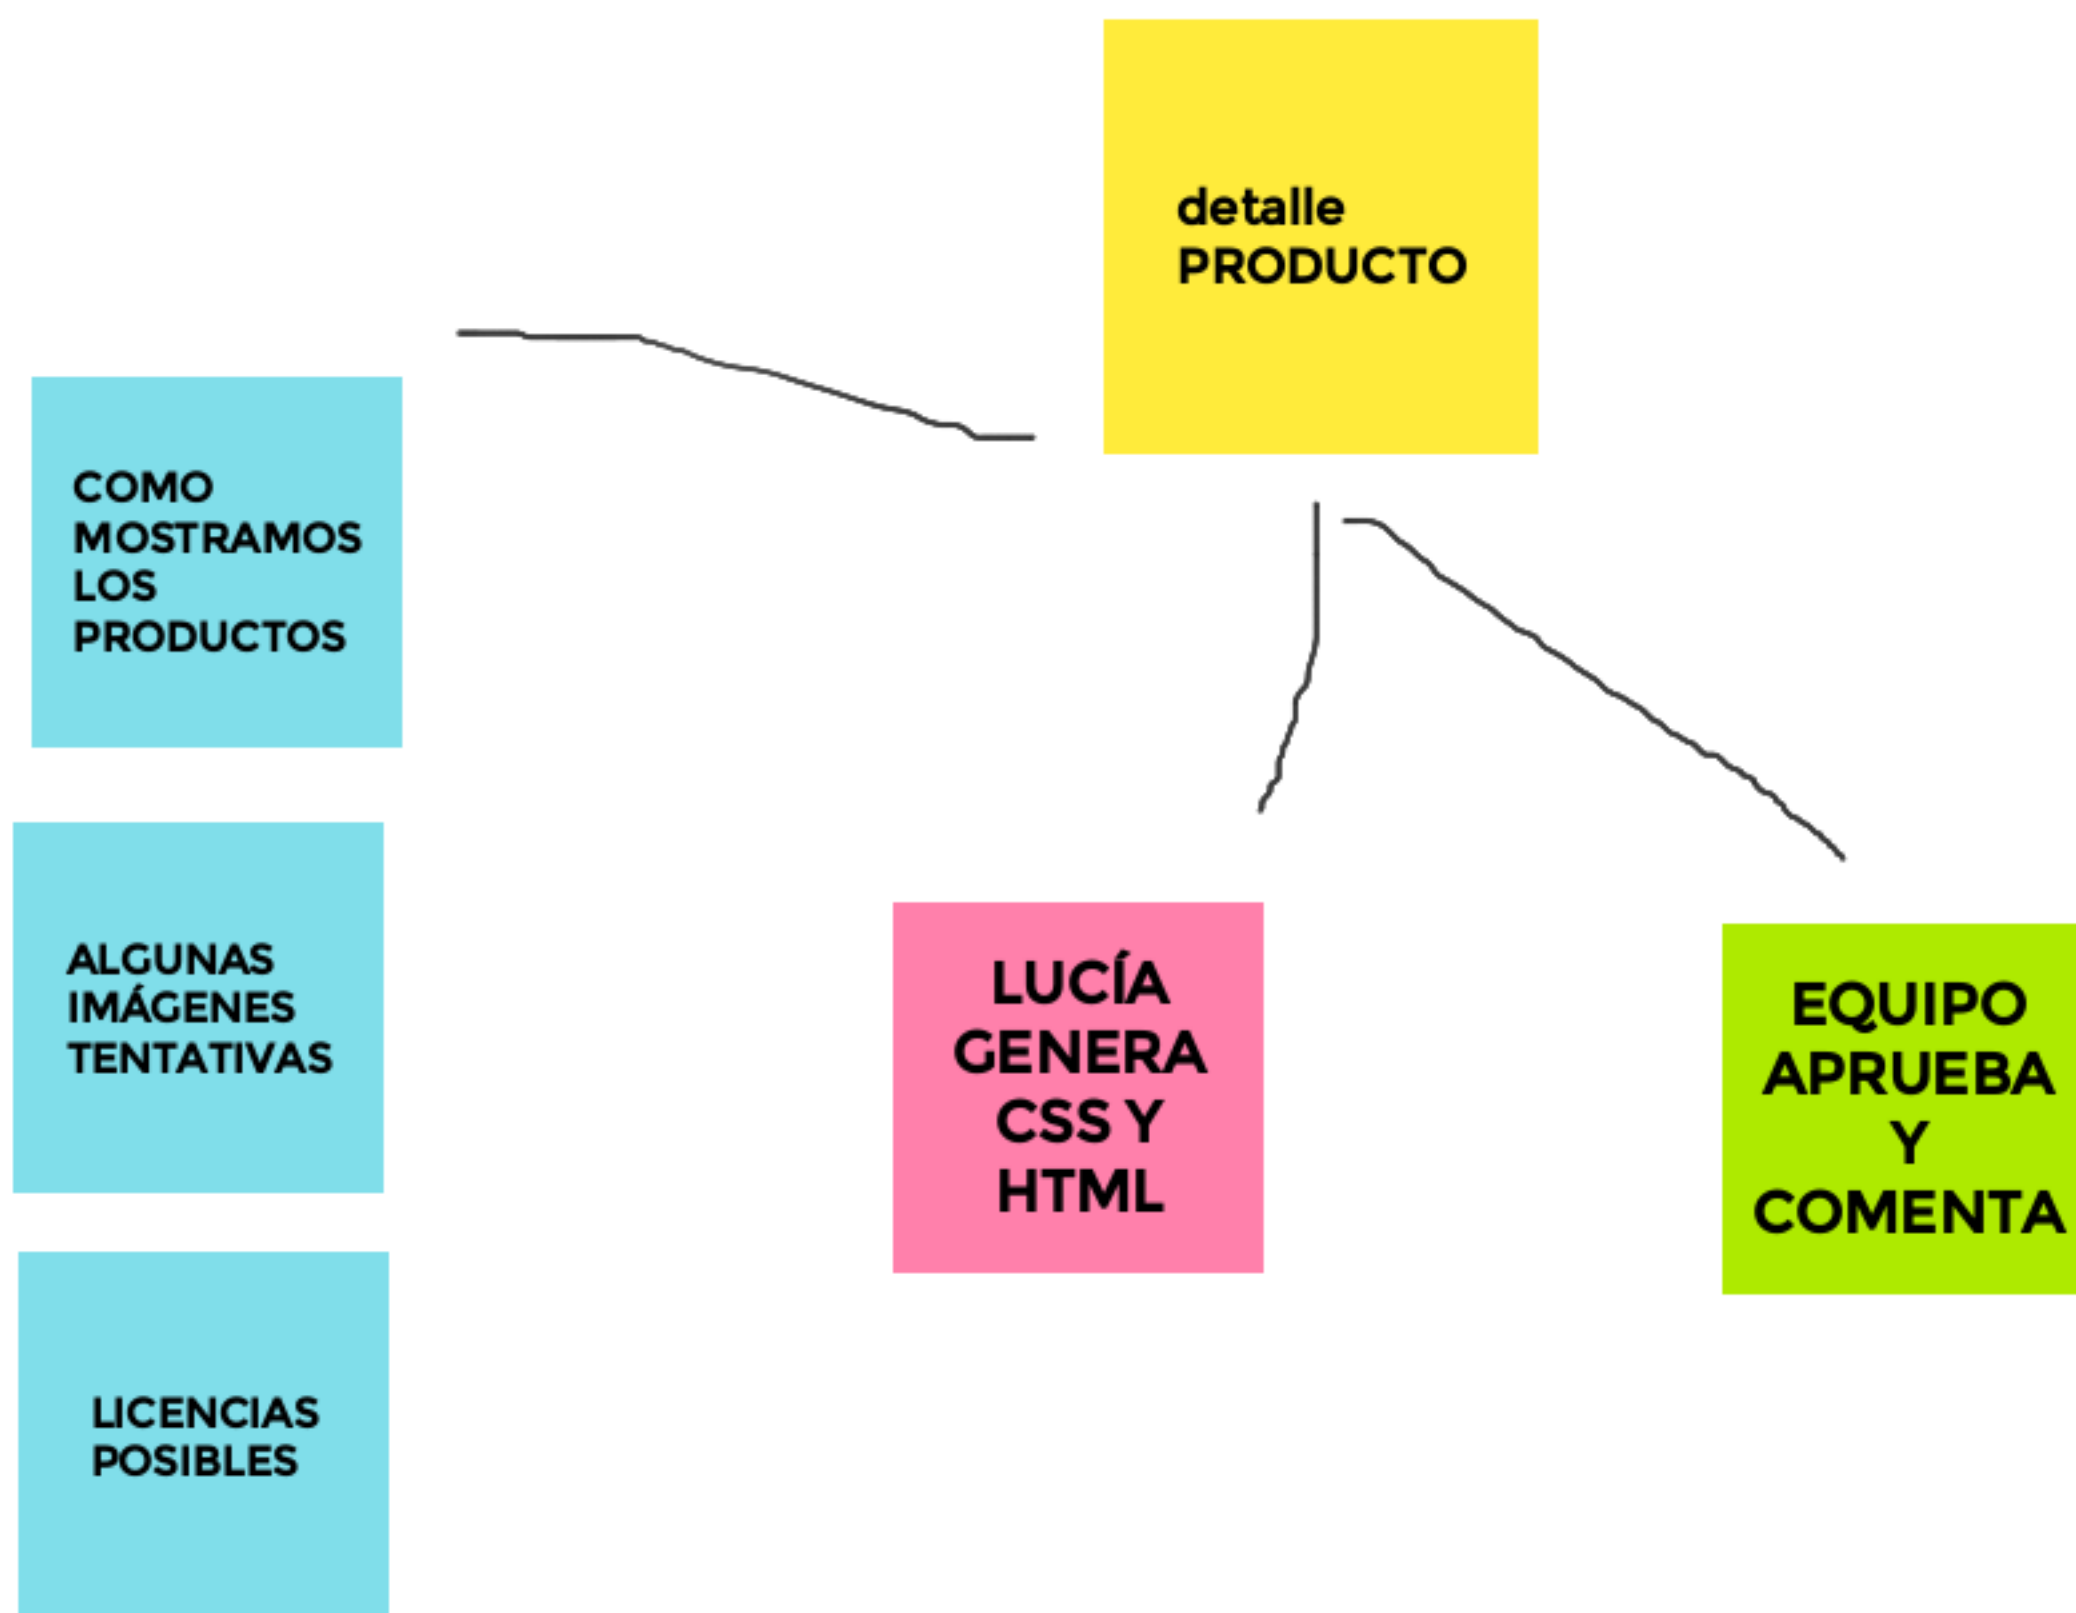 detalle
PRODUCTO
COMO
MOSTRAMOS
LOS
PRODUCTOS
ALGUNAS
IMÁGENES
TENTATIVAS
LICENCIAS
POSIBLES
LUCÍA
GENERA
CSS Y
HTML
EQUIPO
APRUEBA
Y
COMENTA